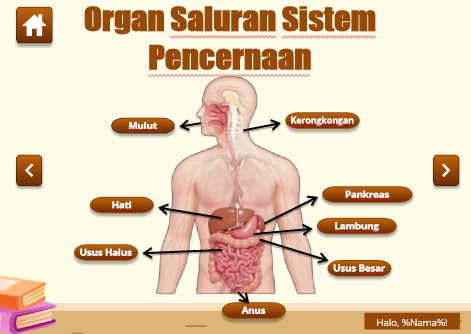 Organ Saluran Sistem
Pencernaan
Mulut
Kerongkongan
Hati
Pankreas
Lambung
Usus Halus
Usus Besar
Anus
Halo, %Nama%!